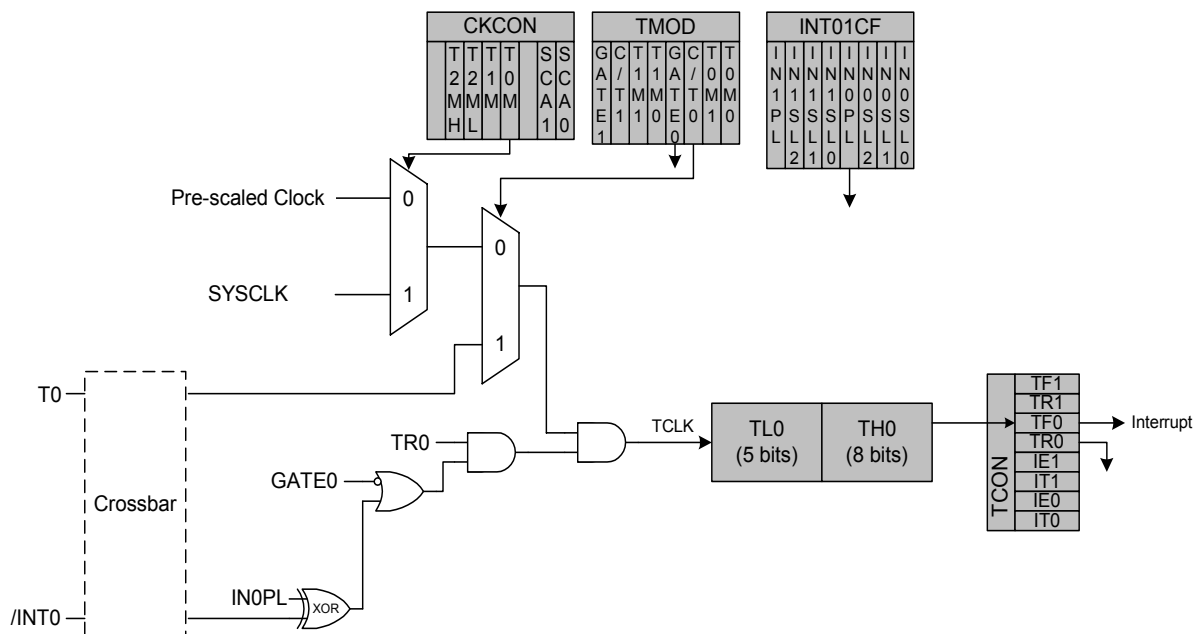 CKCON
T2MH
T2ML
T1M
T0M
SCA1
SCA0
TMOD
GATE1
C/T1
T1M1
T1M0
GATE0
C/T0
T0M1
T0M0
INT01CF
IN1PL
IN1SL2
IN1SL1
IN1SL0
IN0PL
IN0SL2
IN0SL1
IN0SL0
Pre-scaled Clock
0
SYSCLK
1
0
1
T0
Crossbar
/INT0
TR0
GATE0
IN0PL
XOR
TCLK
TL0
(5 bits)
TH0
(8 bits)
TCON
TF1
TR1
TF0
TR0
IE1
IT1
IE0
IT0
Interrupt